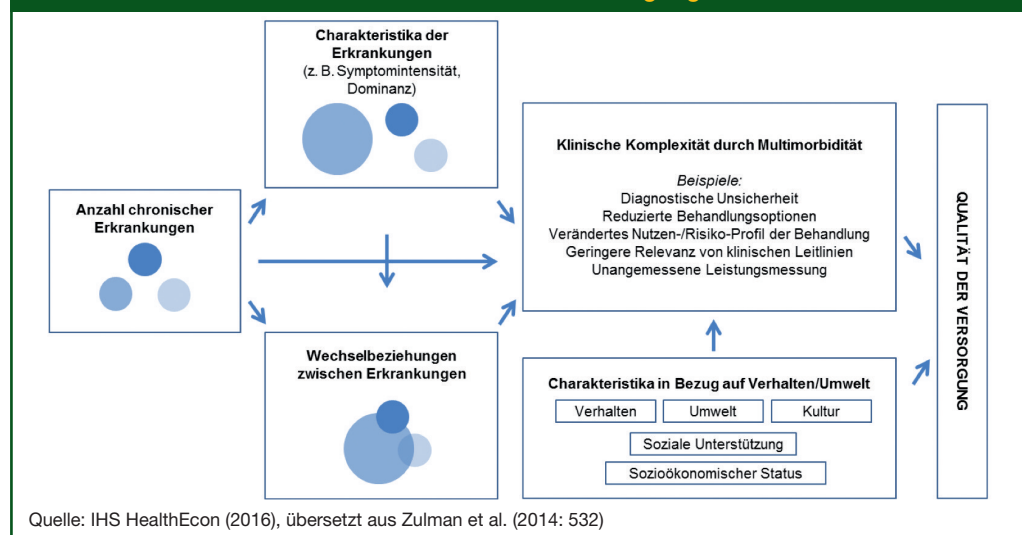 Charakteristika der
Erkrankungen
(z. B. Symptomintensität,
Dominanz)
Anzahl chronischer
Erkrankungen
Wechselbeziehungen
zwischen Erkrankungen
Klinische Komplexität durch Multimorbidität
Beispiele:
Diagnostische Unsicherheit
Reduzierte Behandlungsoptionen
Verändertes Nutzen-/Risiko-Profil der Behandlung
Geringere Relevanz von klinischen Leitlinien
Unangemessene Leistungsmessung
Charakteristika in Bezug auf Verhalten/Umwelt
Verhalten
Umwelt
Kultur
Soziale Unterstützung
Sozioökonomischer Status
QUALITÄT DER VERSORGUNG
Quelle: IHS HealthEcon (2016), übersetzt aus Zulman et al. (2014: 532)